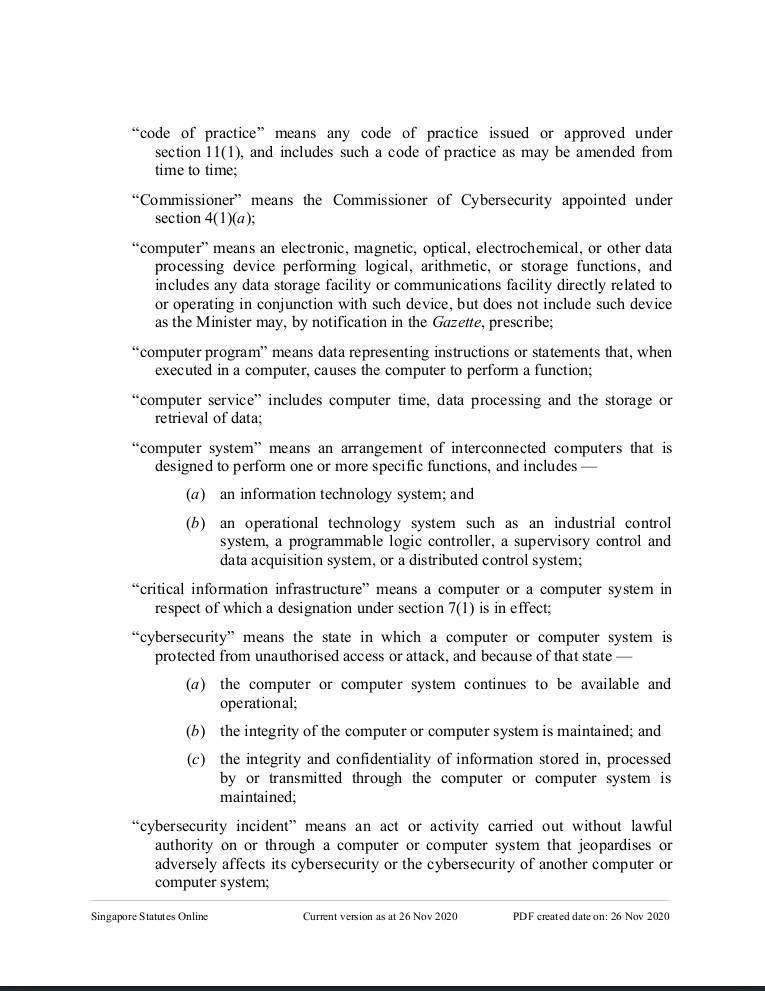 “code of practice” means any code of practice issued or approved under
section 11(1), and includes such a code of practice as may be amended from
time to time;
“Commissioner” means the Commissioner of Cybersecurity appointed under
section 4(1)(a);
“computer” means an electronic, magnetic, optical, electrochemical, or other data
processing device performing logical, arithmetic, or storage functions, and
includes any data storage facility or communications facility directly related to
or operating in conjunction with such device, but does not include such device
as the Minister may, by notification in the Gazette, prescribe;
“computer program” means data representing instructions or statements that, when
executed in a computer, causes the computer to perform a function;
“computer service” includes computer time, data processing and the storage or
retrieval of data;
“computer system” means an arrangement of interconnected computers that is
designed to perform one or more specific functions, and includes —
(a) an information technology system; and
(b) an operational technology system such as an industrial control
system, a programmable logic controller, a supervisory control and
data acquisition system, or a distributed control system;
“critical information infrastructure” means a computer or a computer system in
respect of which a designation under section 7(1) is in effect;
“cybersecurity” means the state in which a computer or computer system is
protected from unauthorised access or attack, and because of that state —
(a) the computer or computer system continues to be available and
operational;
(b) the integrity of the computer or computer system is maintained; and
(c) the integrity and confidentiality of information stored in, processed
by or transmitted through the computer or computer system is
maintained;
“cybersecurity incident” means an act or activity carried out without lawful
authority on or through a computer or computer system that jeopardises or
adversely affects its cybersecurity or the cybersecurity of another computer or
computer system;
Singapore Statutes Online Current version as at 26 Nov 2020 PDF created date on: 26 Nov 2020